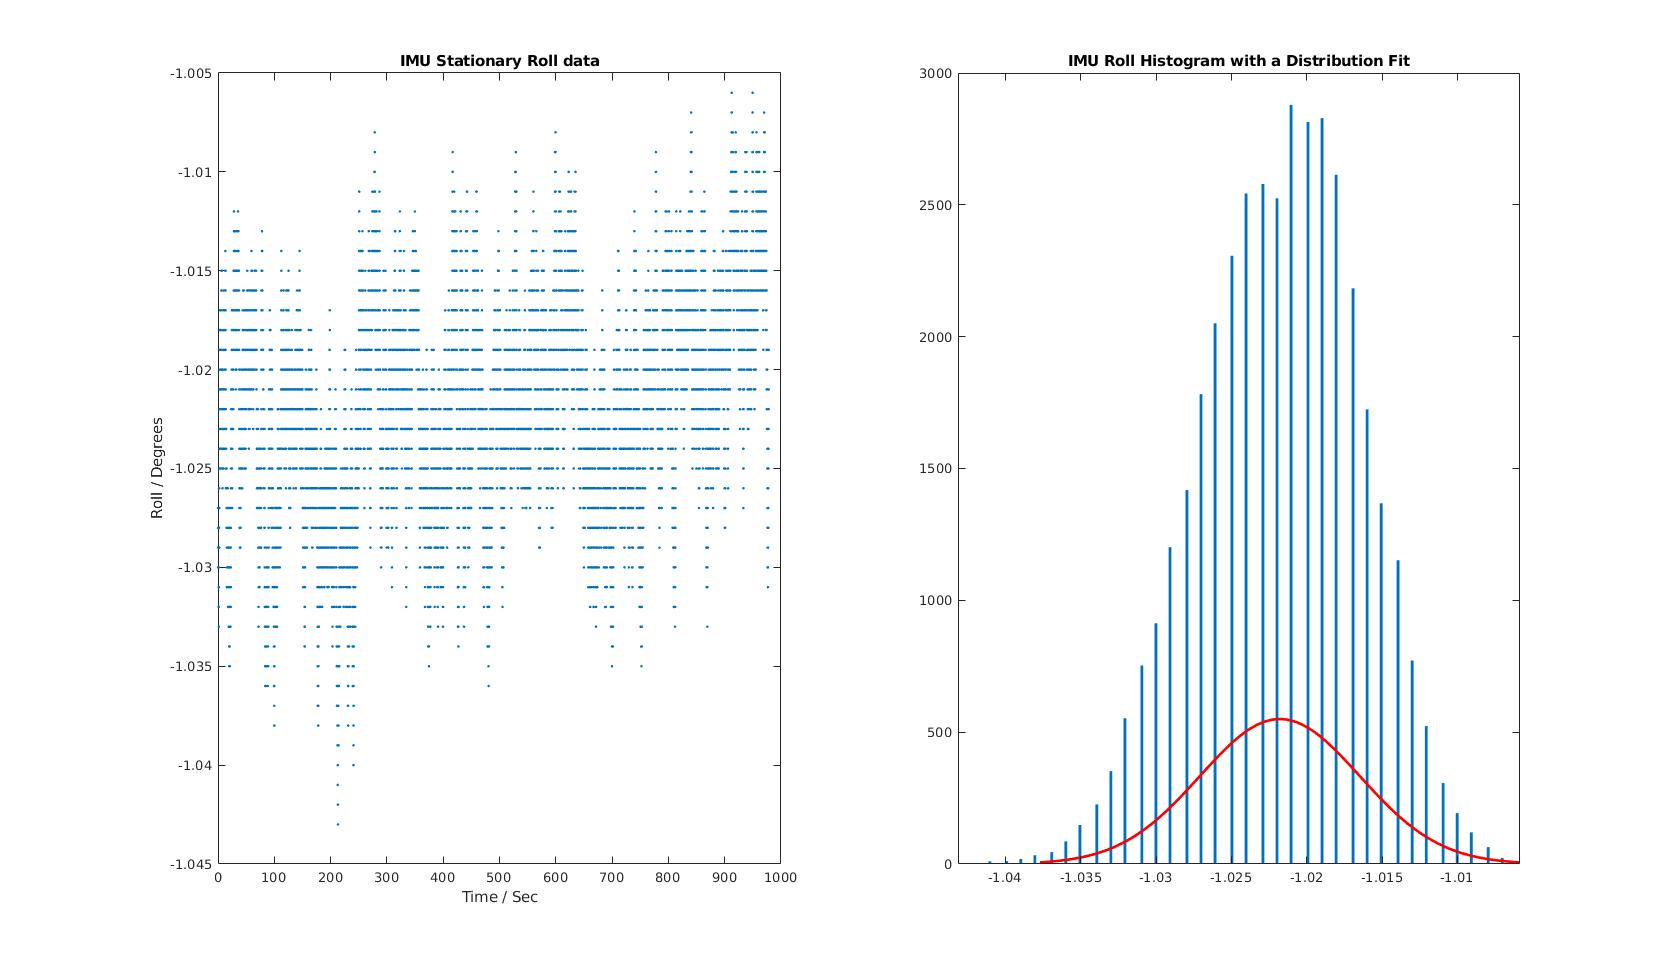 IMU Stationary Roll data
-1.005
-1.01
-1.015
-1.02
-1.025
-1.03
-1.035
-1.04
-1.045
Roll / Degrees
0 100 200 300 400 500 600 700 800 900 1000
Time / Sec
IMU Roll Histogram with a Distribution Fit
3000
2500
2000
1500
1000
500
0
-1.04 -1.035 -1.03 -1.025 -1.02 -1.015 -1.01